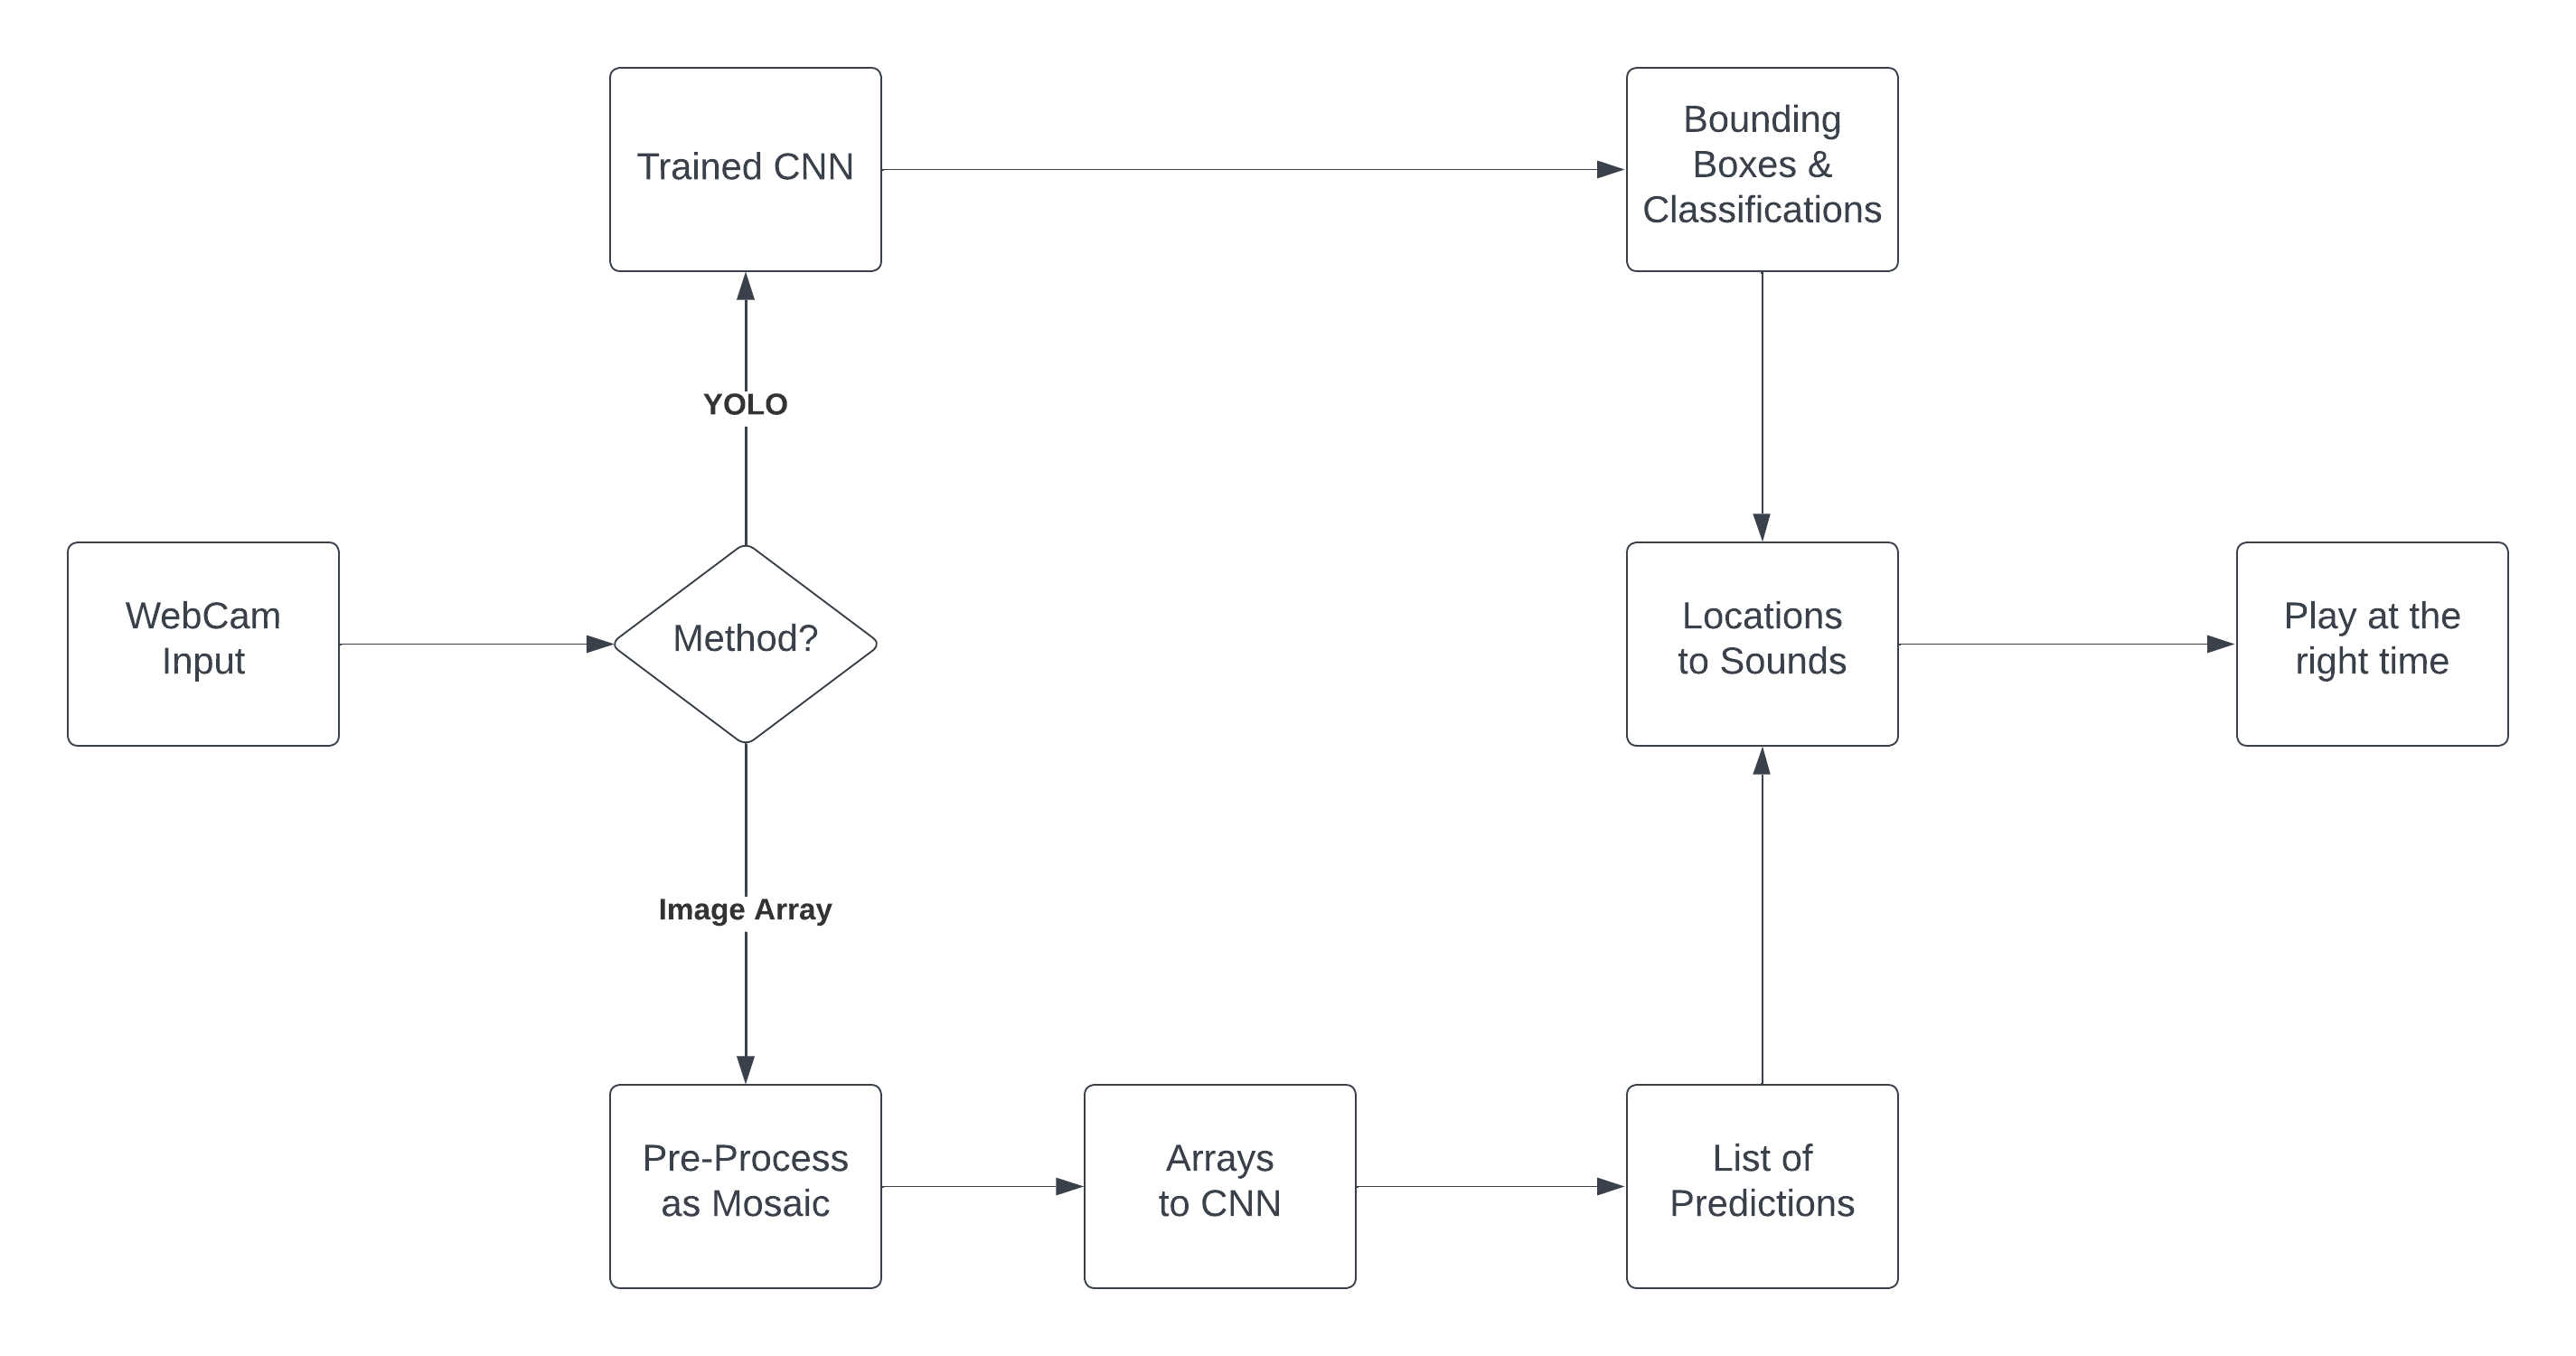 Trained CNN
Bounding
Boxes &
Classifications
YOLO
WebCam
Input
Method?
Locations
to Sounds
Play at the
right time
Image Array
Pre-Process
as Mosaic
Arrays
to CNN
List of
Predictions